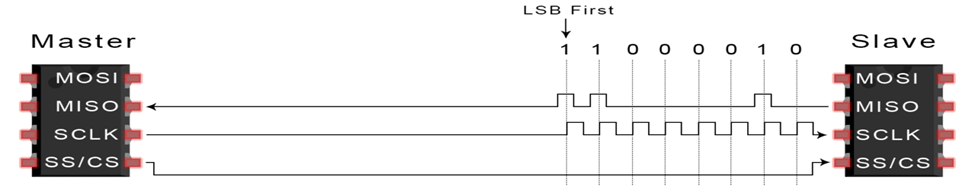 LSB First
1 1 0 0 0 0 1 0
Master
MOSI
MISO
SCLK
SS/CS
Slave
MOSI
MISO
SCLK
SS/CS